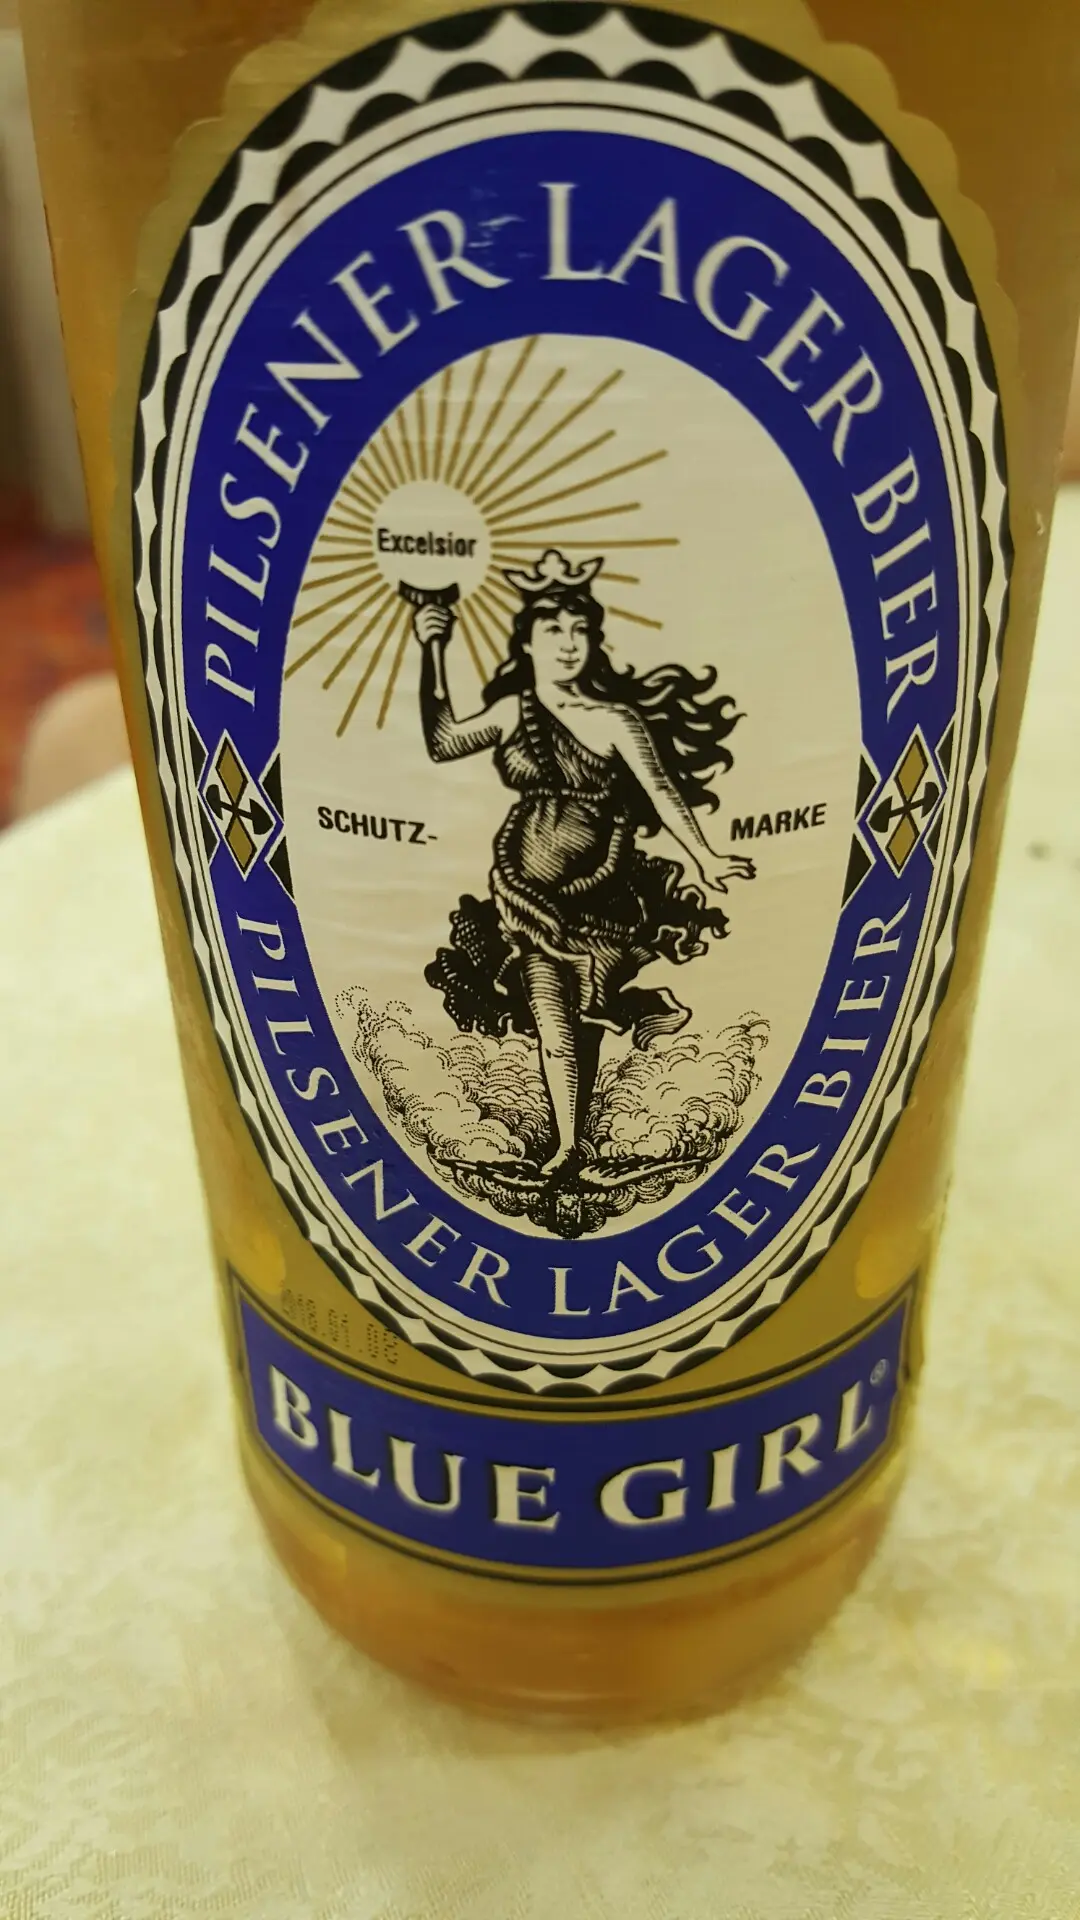 PILSENER LAGER BIER
Excelsior
SCHUTZ-MARKE
PILSENER LAGER BIER
BLUE GIRL®